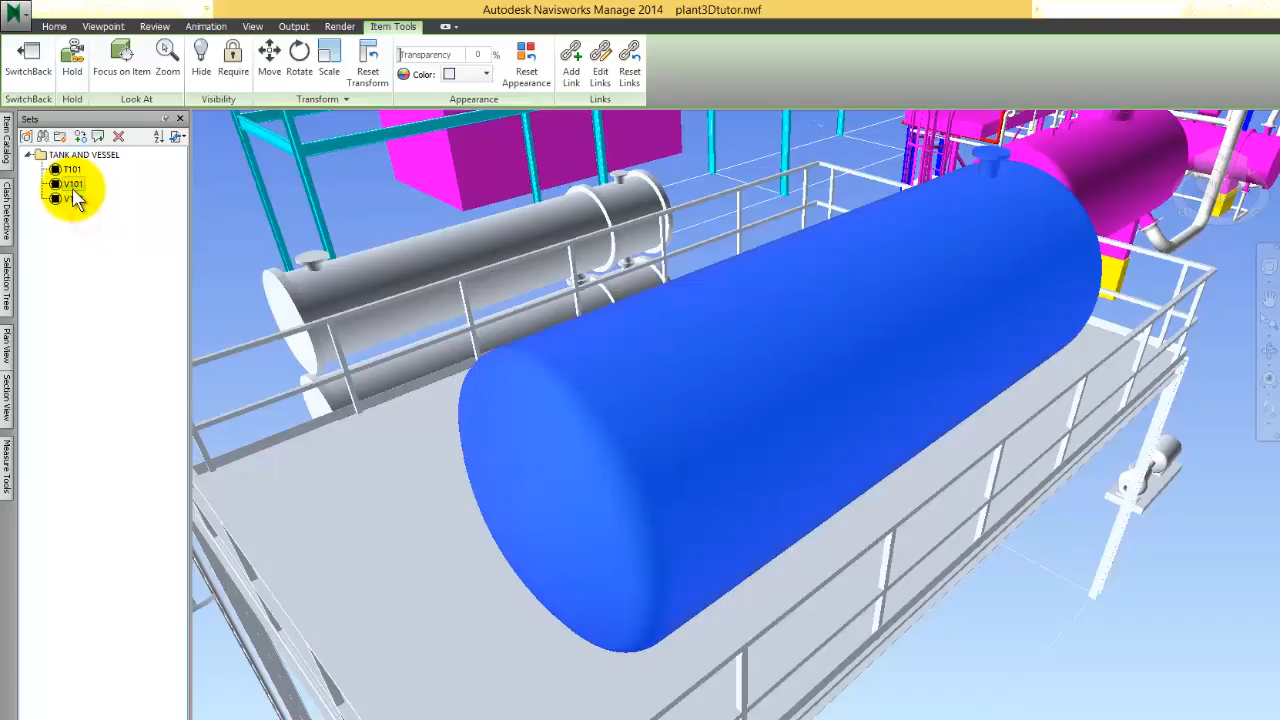 Autodesk Navisworks Manage 2014 plant3Dtutor.nwf
Home Viewpoint Review Animation View Output Render Item Tools
Transparency 0 %
Color:
SwitchBack Hold Focus on Item Zoom Hide Require Move Rotate Scale Reset Transform Reset Appearance Add Link Edit Links Reset Links
SwitchBack Hold Look At Visibility Transform Appearance Links
Sets
TANK AND VESSEL
T101
V101
Item Catalog
Clash Detective
Selection Tree
Plan View
Section View
Measure Tools